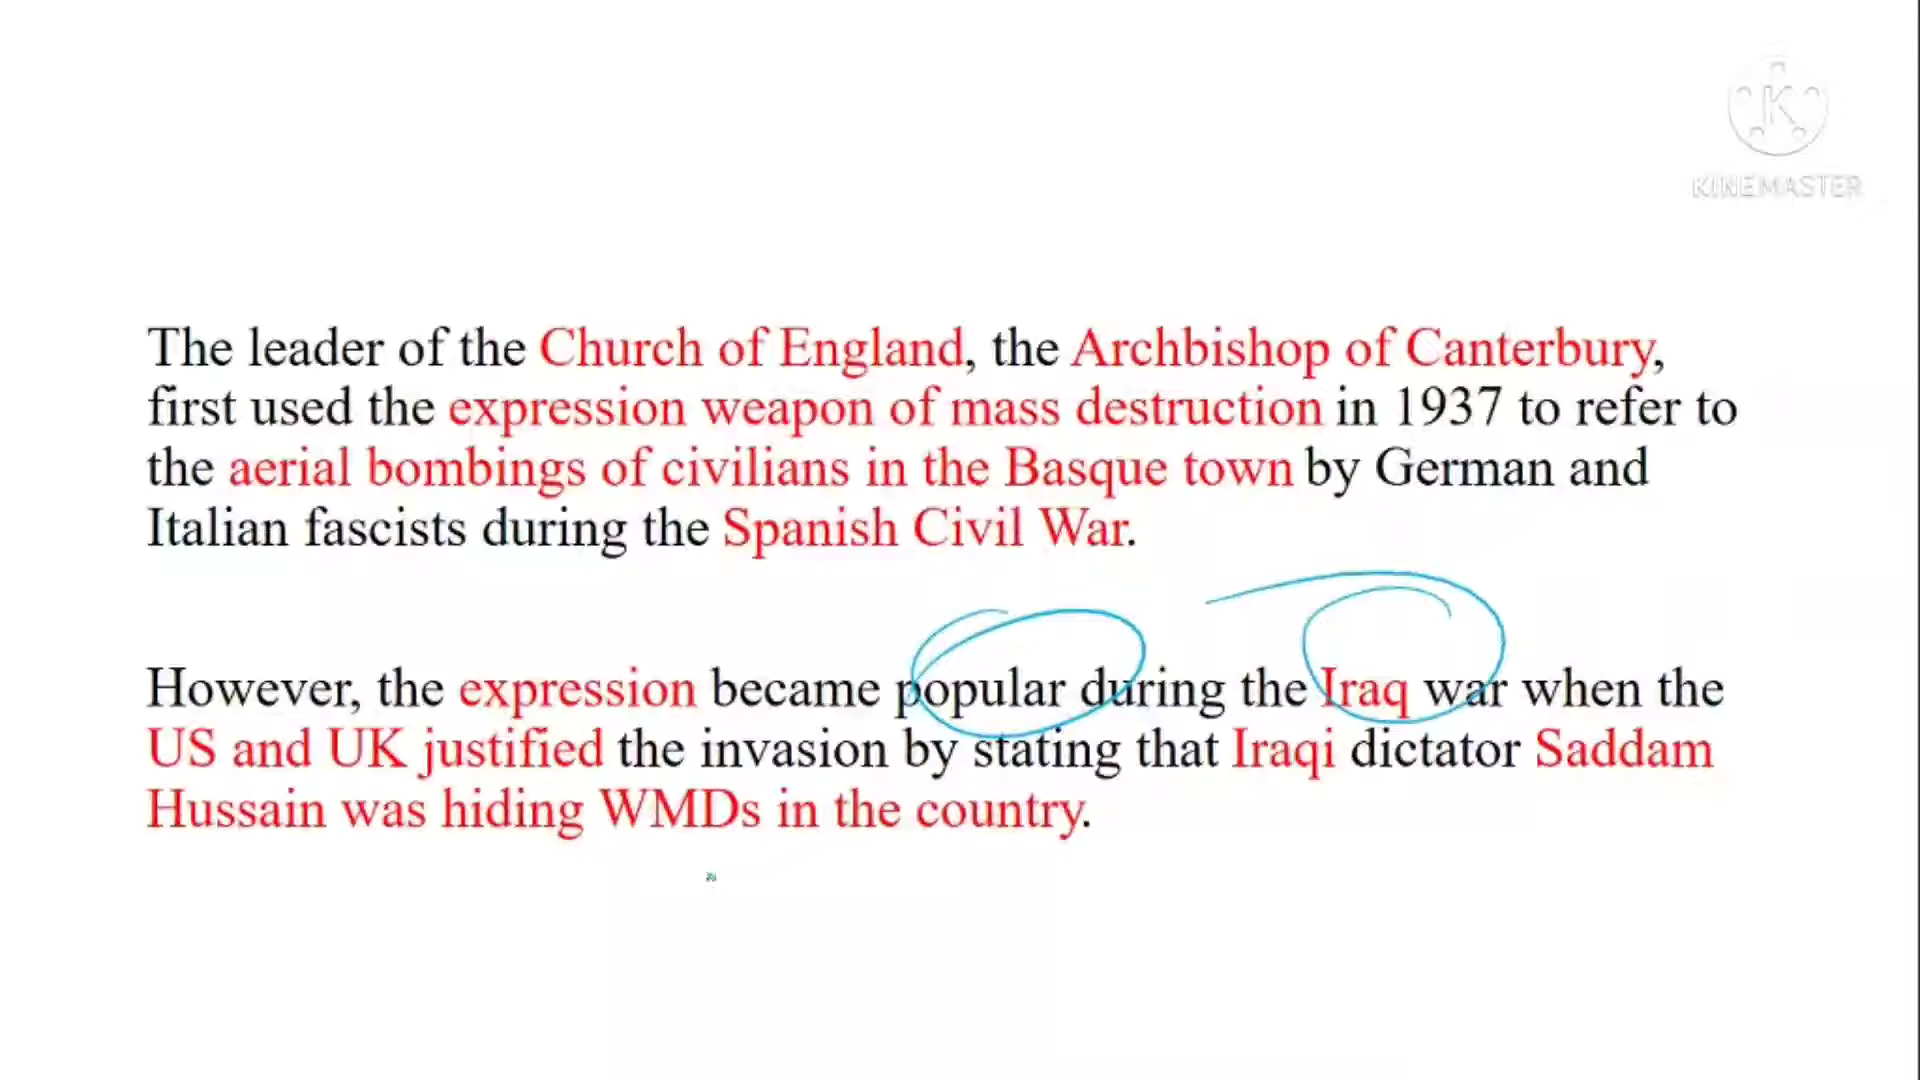 KINEMASTER
The leader of the Church of England, the Archbishop of Canterbury,
first used the expression weapon of mass destruction in 1937 to refer to
the aerial bombings of civilians in the Basque town by German and
Italian fascists during the Spanish Civil War.
However, the expression became popular during the Iraq war when the
US and UK justified the invasion by stating that Iraqi dictator Saddam
Hussain was hiding WMDs in the country.